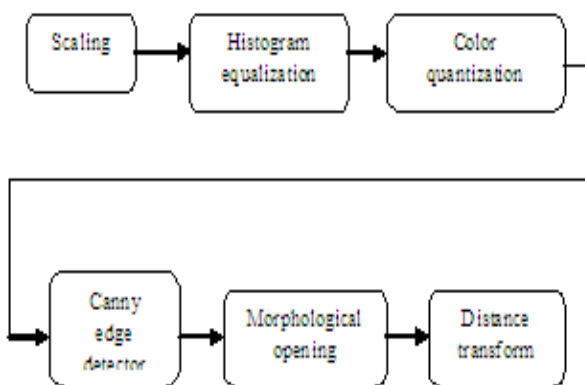 Scaling
Histogram
equalization
Color
quantization
Canny
edge
detector
Morphological
opening
Distance
transform